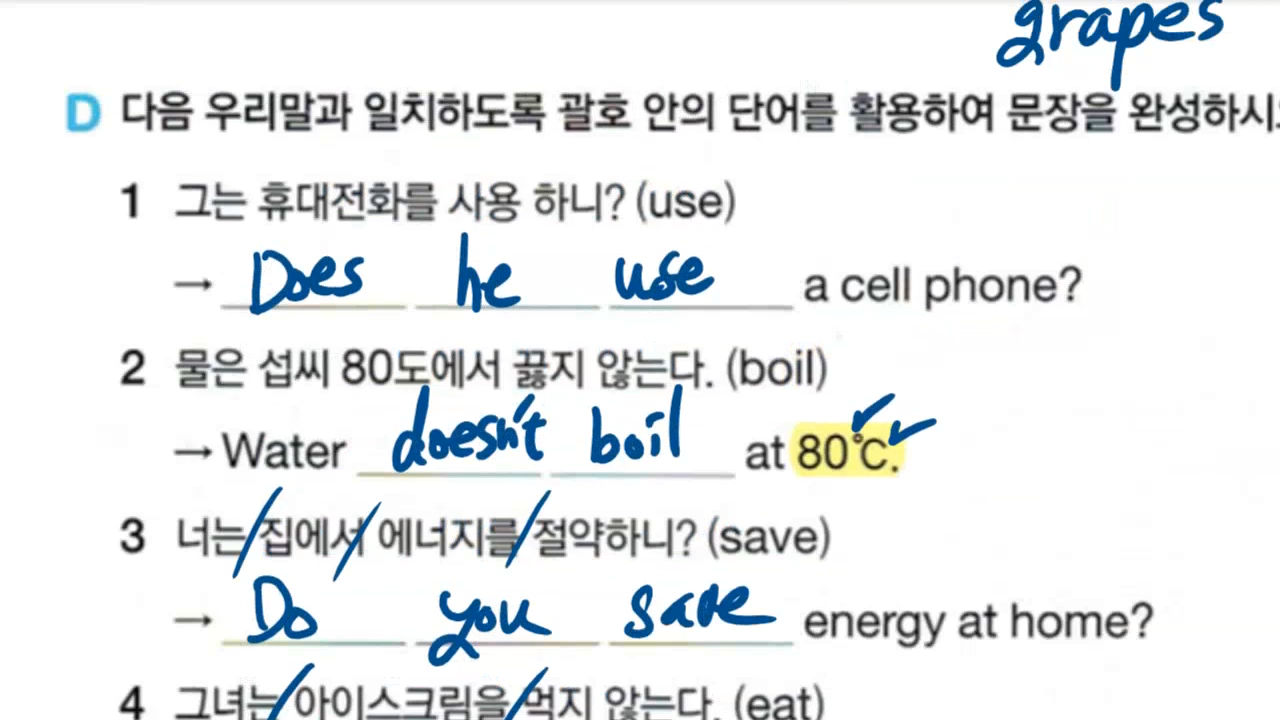 grapes
D 다음 우리말과 일치하도록 괄호 안의 단어를 활용하여 문장을 완성하시오
1 그는 휴대전화를 사용 하니? (use)
→ Does he use a cell phone?
2 물은 섭씨 80도에서 끓지 않는다. (boil)
→ Water doesn't boil at 80℃.
3 너는/집에서/에너지를/절약하니? (save)
→ Do you save energy at home?
4 그녀는/아이스크림을/먹지 않는다. (eat)